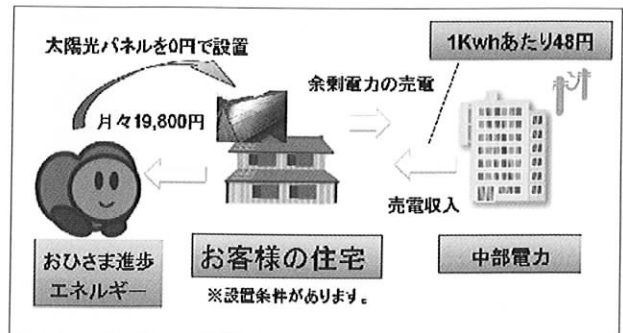 太陽光パネルを0円で設置
1Kwhあたり48円
余剰電力の売電
月々19,800円
売電収入
おひさま進歩
エネルギー
お客様の住宅
中部電力
※設置条件があります。